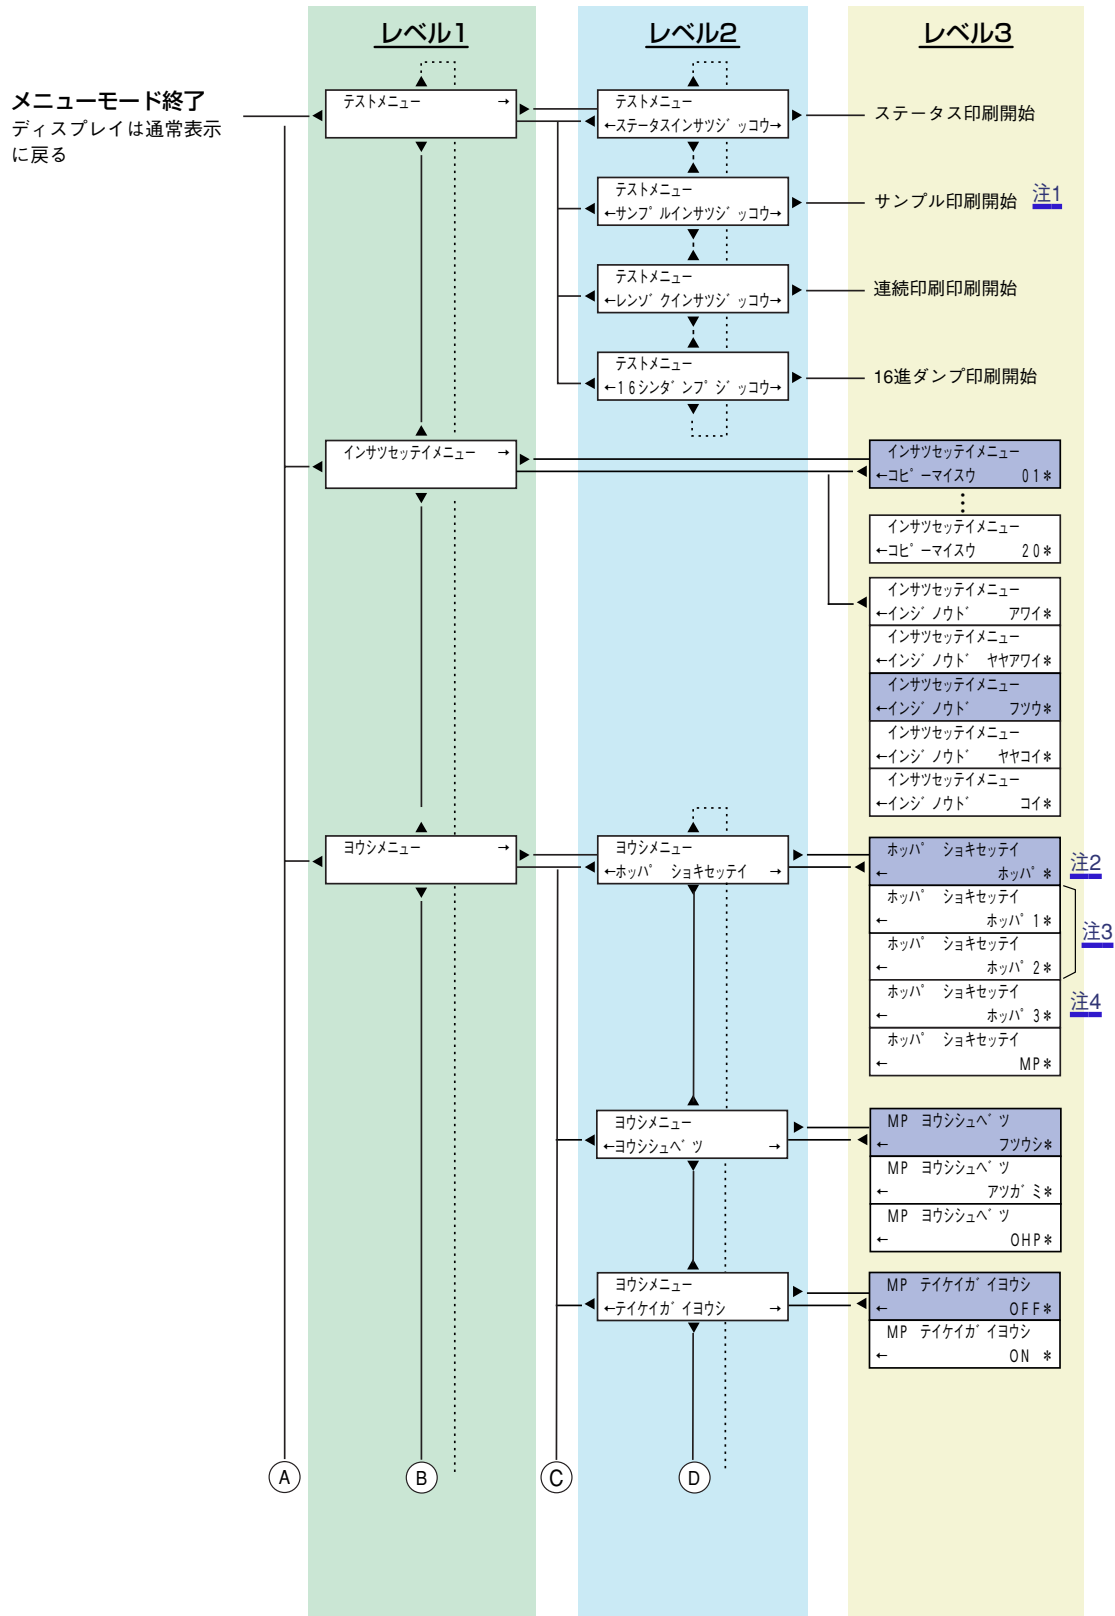 レベル1
レベル2
レベル3
メニューモード終了
ディスプレイは通常表示
に戻る
テストメニュー →
テストメニュー
←ステータスインサツジッコウ→
ステータス印刷開始
テストメニュー
←サンプルインサツジッコウ→
サンプル印刷開始 注1
テストメニュー
←レンゾクインサツジッコウ→
連続印刷印刷開始
テストメニュー
←16シンダンプジッコウ→
16進ダンプ印刷開始
インサツセッテイメニュー →
インサツセッテイメニュー
←コピーマイスウ 01*
インサツセッテイメニュー
←コピーマイスウ 20*
インサツセッテイメニュー
←インジノウド アワイ*
インサツセッテイメニュー
←インジノウド ヤヤアワイ*
インサツセッテイメニュー
←インジノウド フツウ*
インサツセッテイメニュー
←インジノウド ヤヤコイ*
インサツセッテイメニュー
←インジノウド コイ*
ヨウシメニュー →
ヨウシメニュー
←ホッパ ショキセッテイ →
ホッパ ショキセッテイ
← ホッパ *
注2
ホッパ ショキセッテイ
← ホッパ1*
ホッパ ショキセッテイ
← ホッパ2*
注3
ホッパ ショキセッテイ
← ホッパ3*
注4
ホッパ ショキセッテイ
← MP*
ヨウシメニュー
←ヨウシシュベツ →
MP ヨウシシュベツ
← フツウシ*
MP ヨウシシュベツ
← アツガミ*
MP ヨウシシュベツ
← OHP*
ヨウシメニュー
←テイケイガイヨウシ →
MP テイケイガイヨウシ
← OFF*
MP テイケイガイヨウシ
← ON *
A
B
C
D